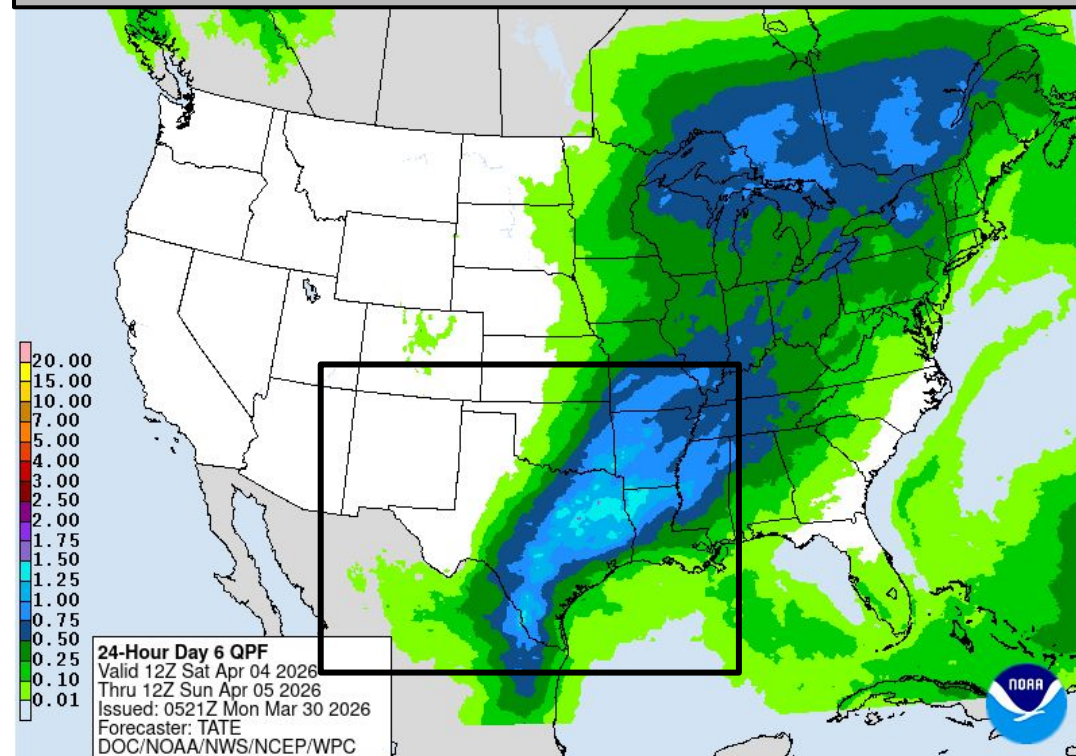 20.00
15.00
10.00
7.00
5.00
4.00
3.00
2.50
2.00
1.75
1.50
1.25
1.00
0.75
0.50
0.25
0.10
0.01
24-Hour Day 6 QPF
Valid 12Z Sat Apr 04 2026
Thru 12Z Sun Apr 05 2026
Issued: 0521Z Mon Mar 30 2026
Forecaster: TATE
DOC/NOAA/NWS/NCEP/WPC
NOAA